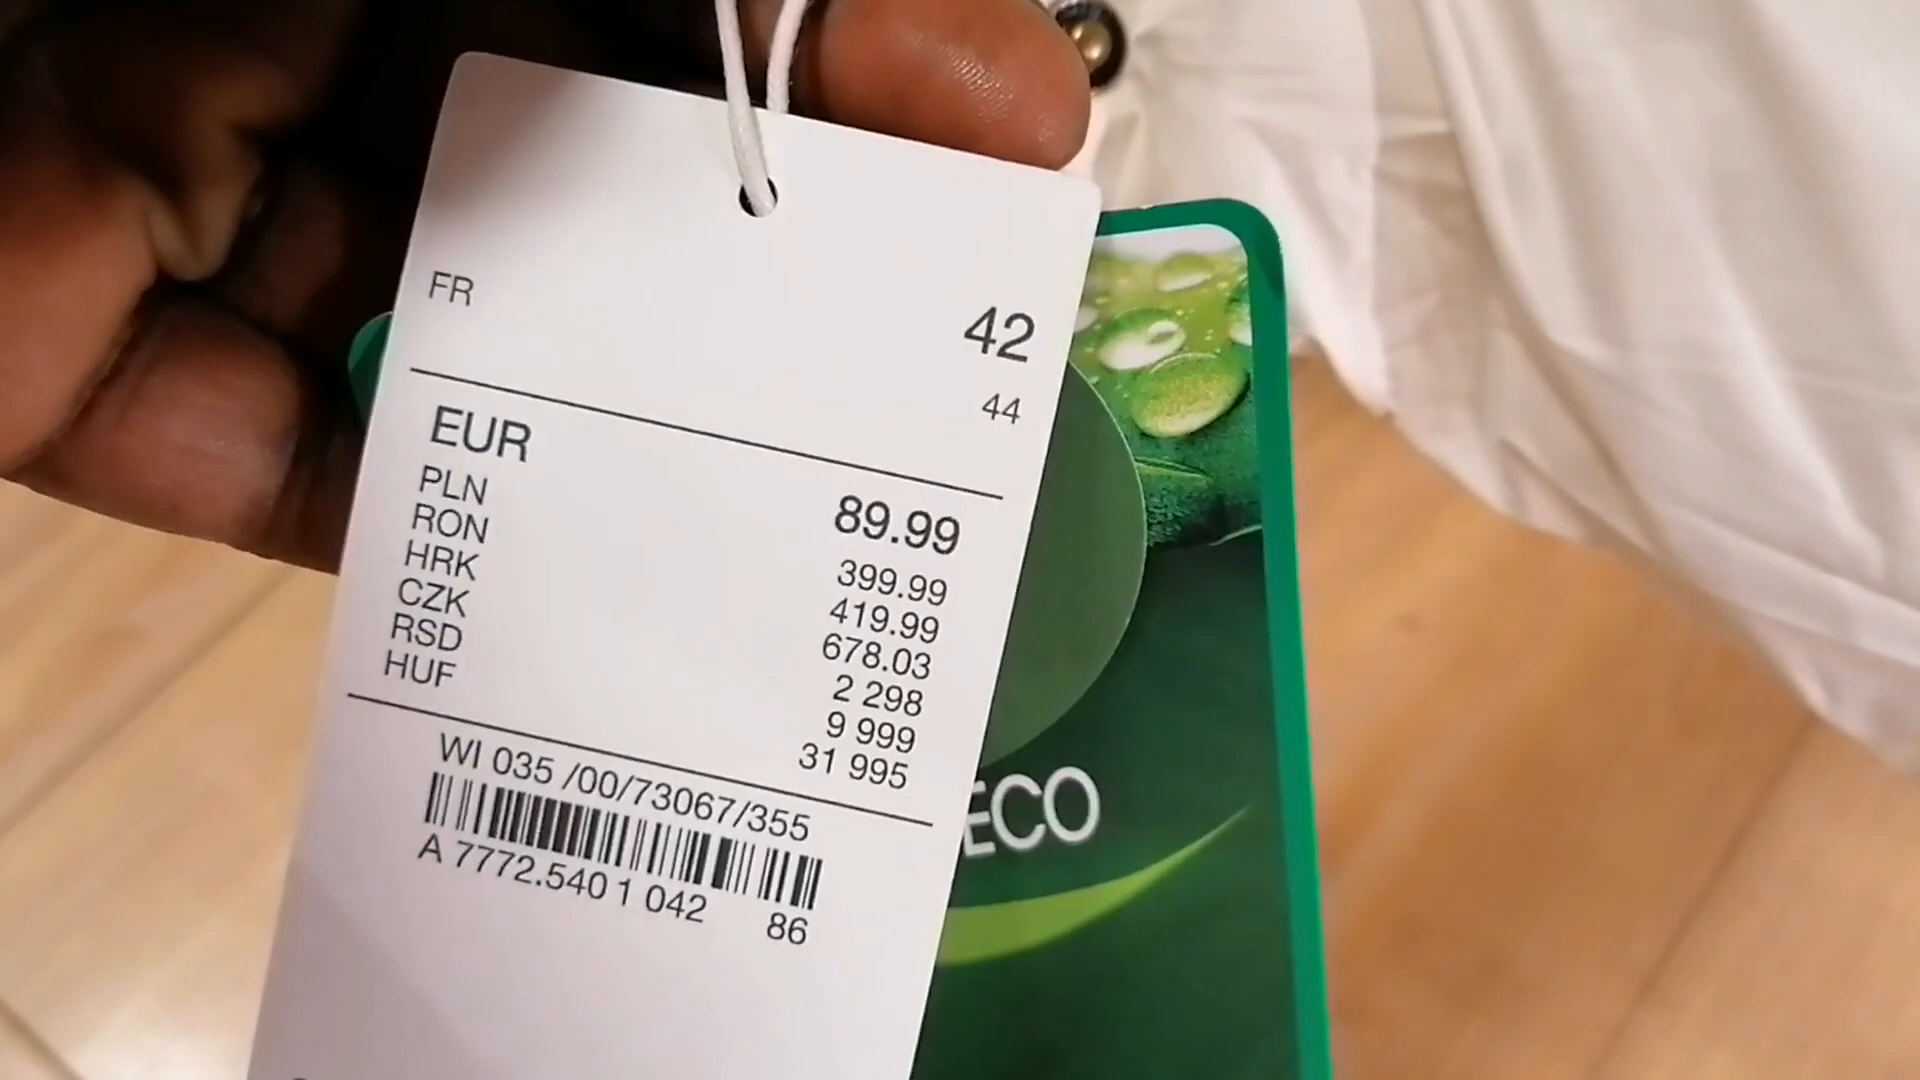 FR 42
44
EUR 89.99
PLN 399.99
RON 419.99
HRK 678.03
CZK 2 298
RSD 9 999
HUF 31 995
WI 035 /00/73067/355
A 7772.540 1 042 86
ECO